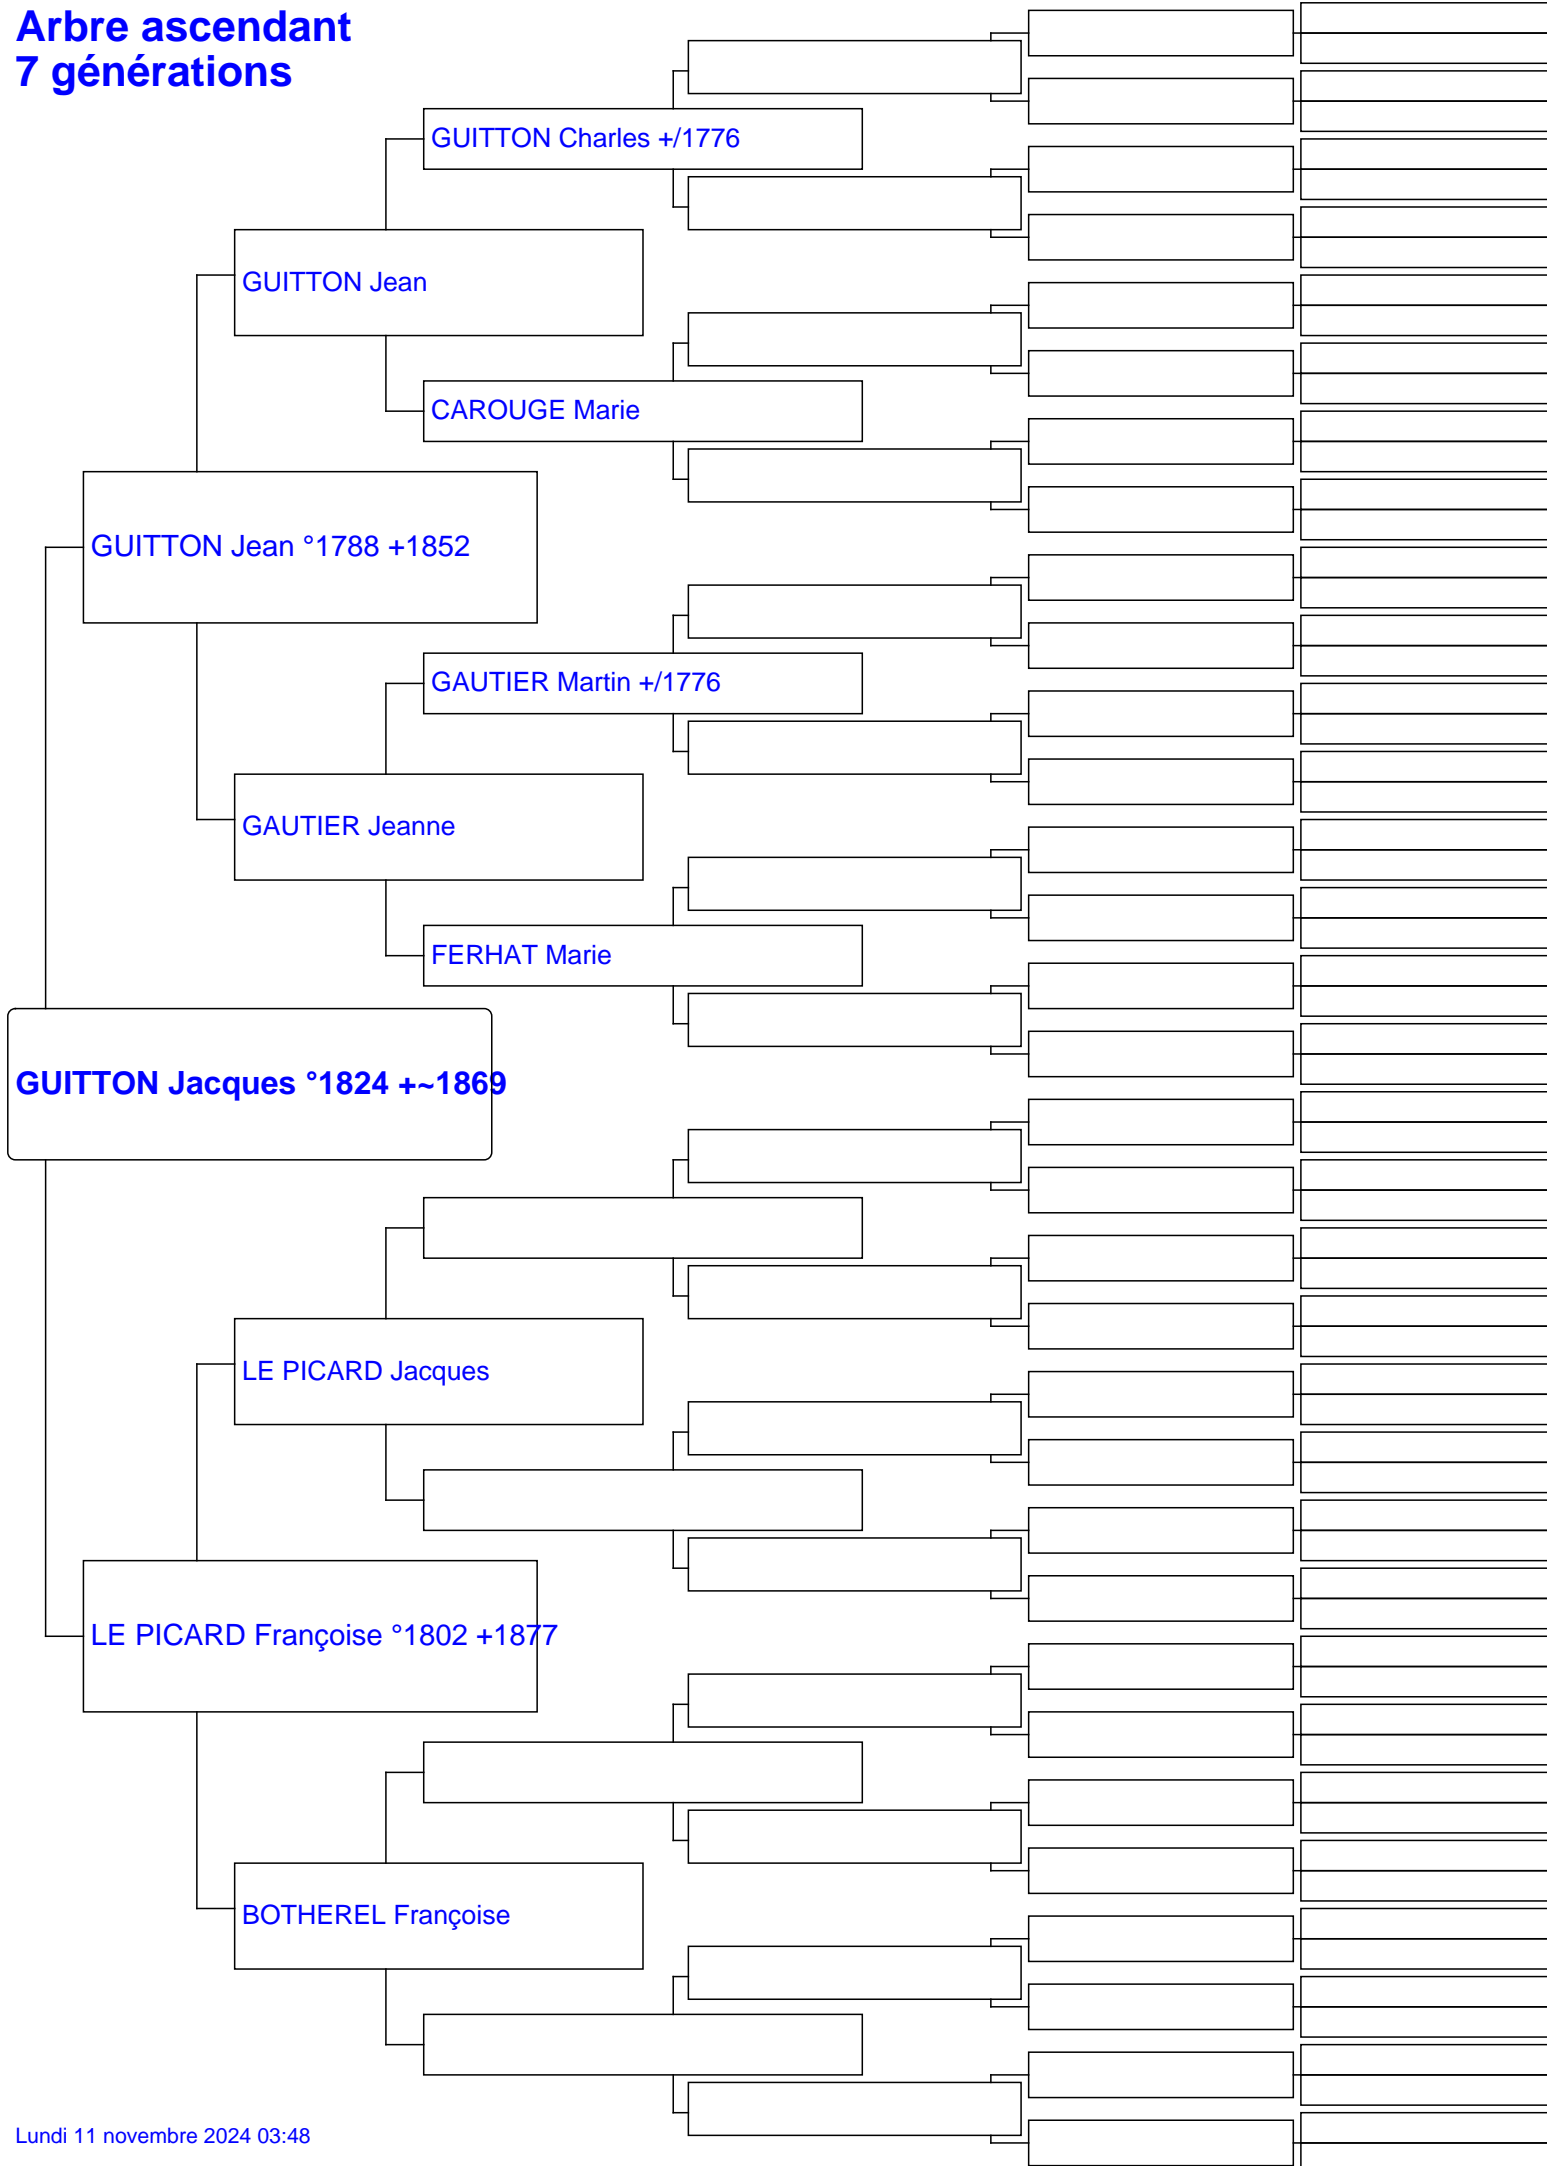 Arbre ascendant
7 générations
GUITTON Charles +/1776
GUITTON Jean
CAROUGE Marie
GUITTON Jean °1788 +1852
GAUTIER Martin +/1776
GAUTIER Jeanne
FERHAT Marie
GUITTON Jacques °1824 +~1869
LE PICARD Jacques
LE PICARD Françoise °1802 +1877
BOTHEREL Françoise
Lundi 11 novembre 2024 03:48